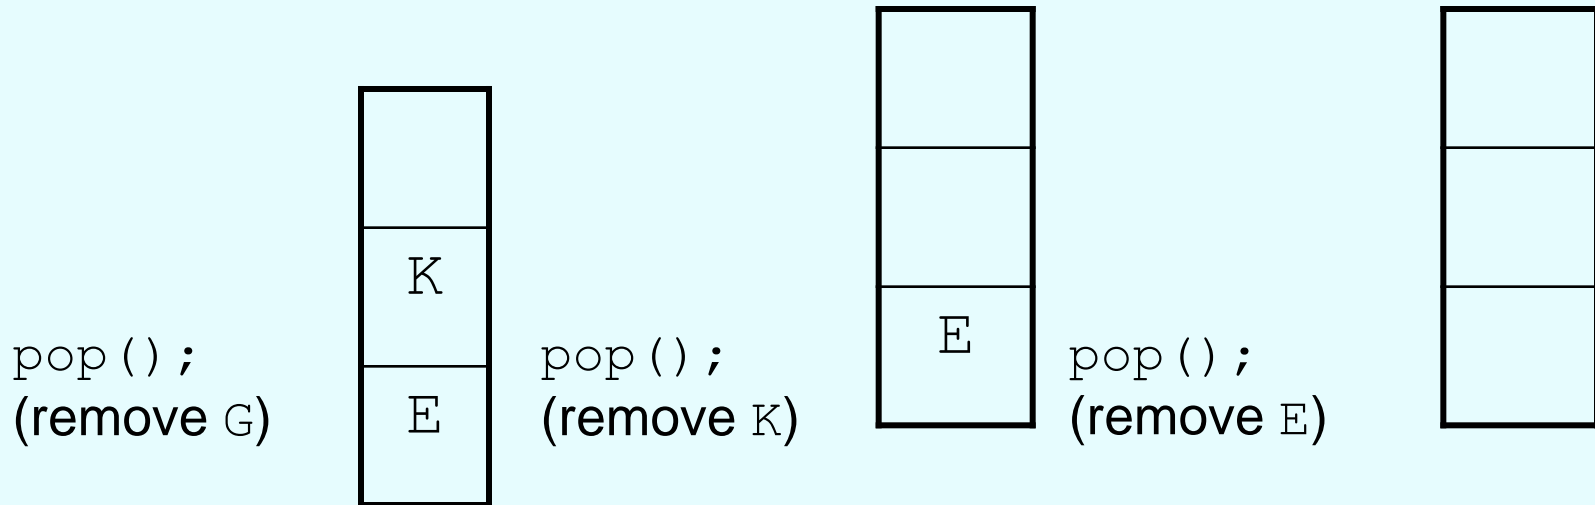 pop();
(remove G)
K
E
pop();
(remove K)
E
pop();
(remove E)